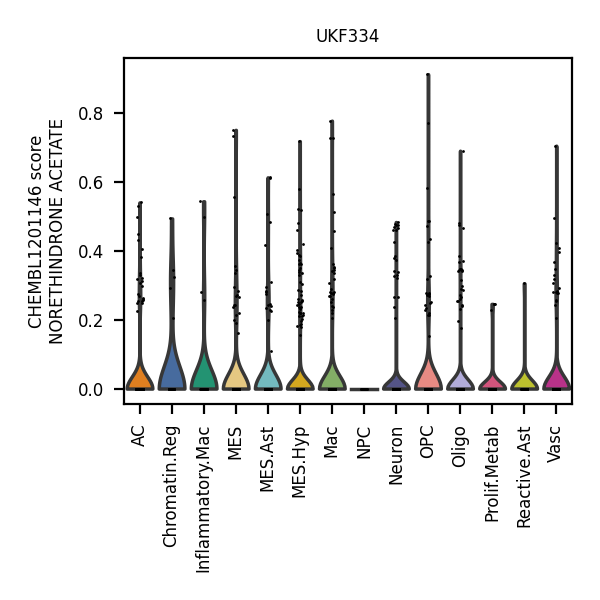 UKF334
CHEMBL1201146 score
NORETHINDRONE ACETATE
0.8
0.6
0.4
0.2
0.0
AC
Chromatin.Reg
Inflammatory.Mac
MES
MES.Ast
MES.Hyp
Mac
NPC
Neuron
OPC
Oligo
Prolif.Metab
Reactive.Ast
Vasc